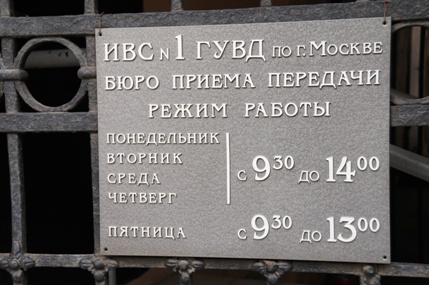 ИВС N 1 ГУВД ПО Г. МОСКВЕ
БЮРО ПРИЕМА ПЕРЕДАЧИ
РЕЖИМ РАБОТЫ
ПОНЕДЕЛЬНИК
ВТОРНИК
СРЕДА
ЧЕТВЕРГ
С 9³⁰ ДО 14⁰⁰
ПЯТНИЦА С 9³⁰ ДО 13⁰⁰